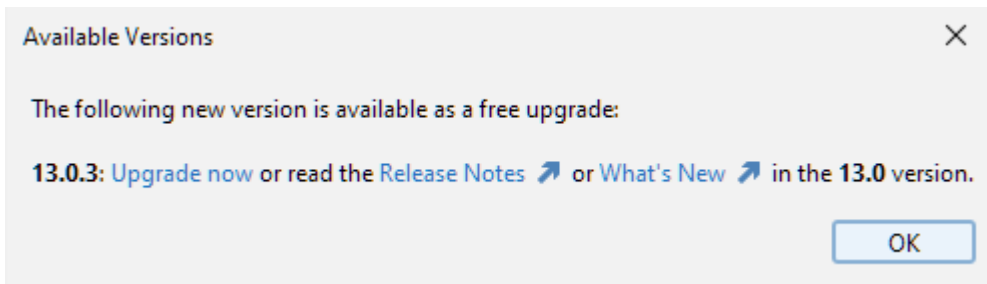 Available Versions
The following new version is available as a free upgrade:
13.0.3: Upgrade now or read the Release Notes or What's New in the 13.0 version.
OK